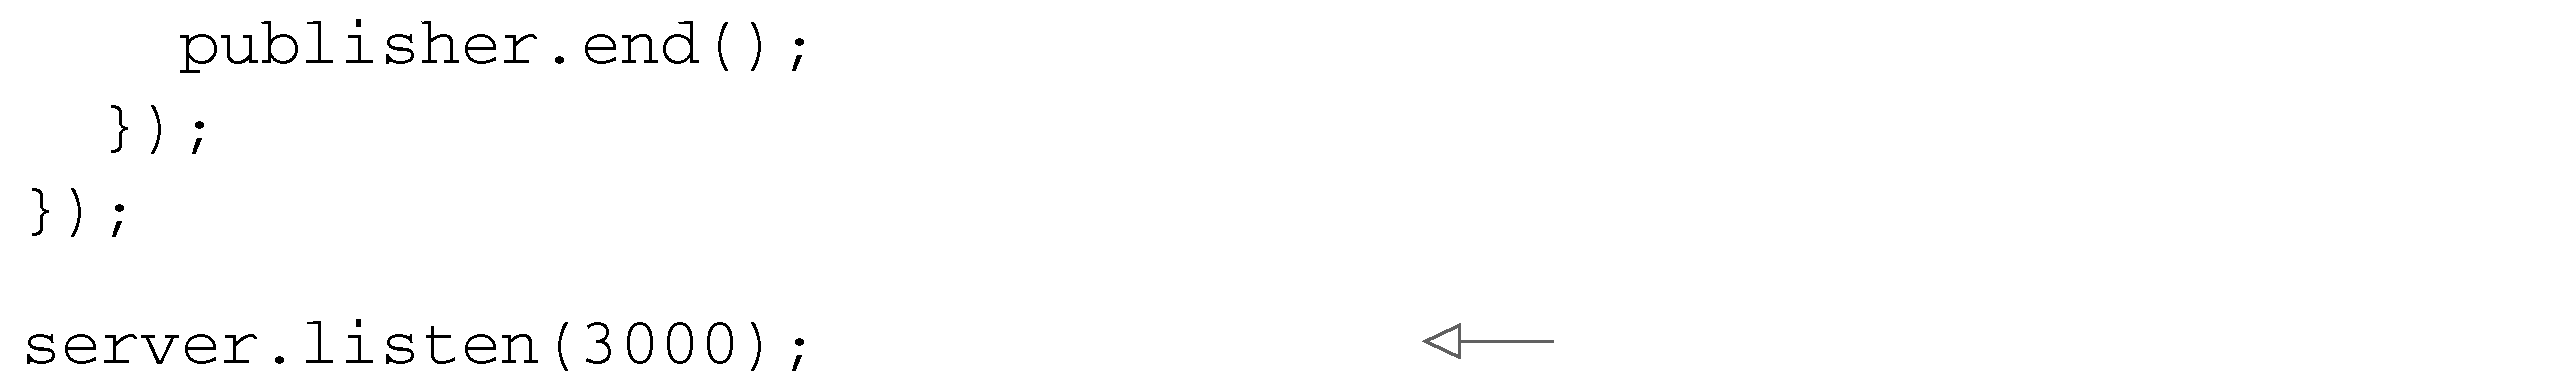 publisher.end();
  });
});
server.listen(3000);